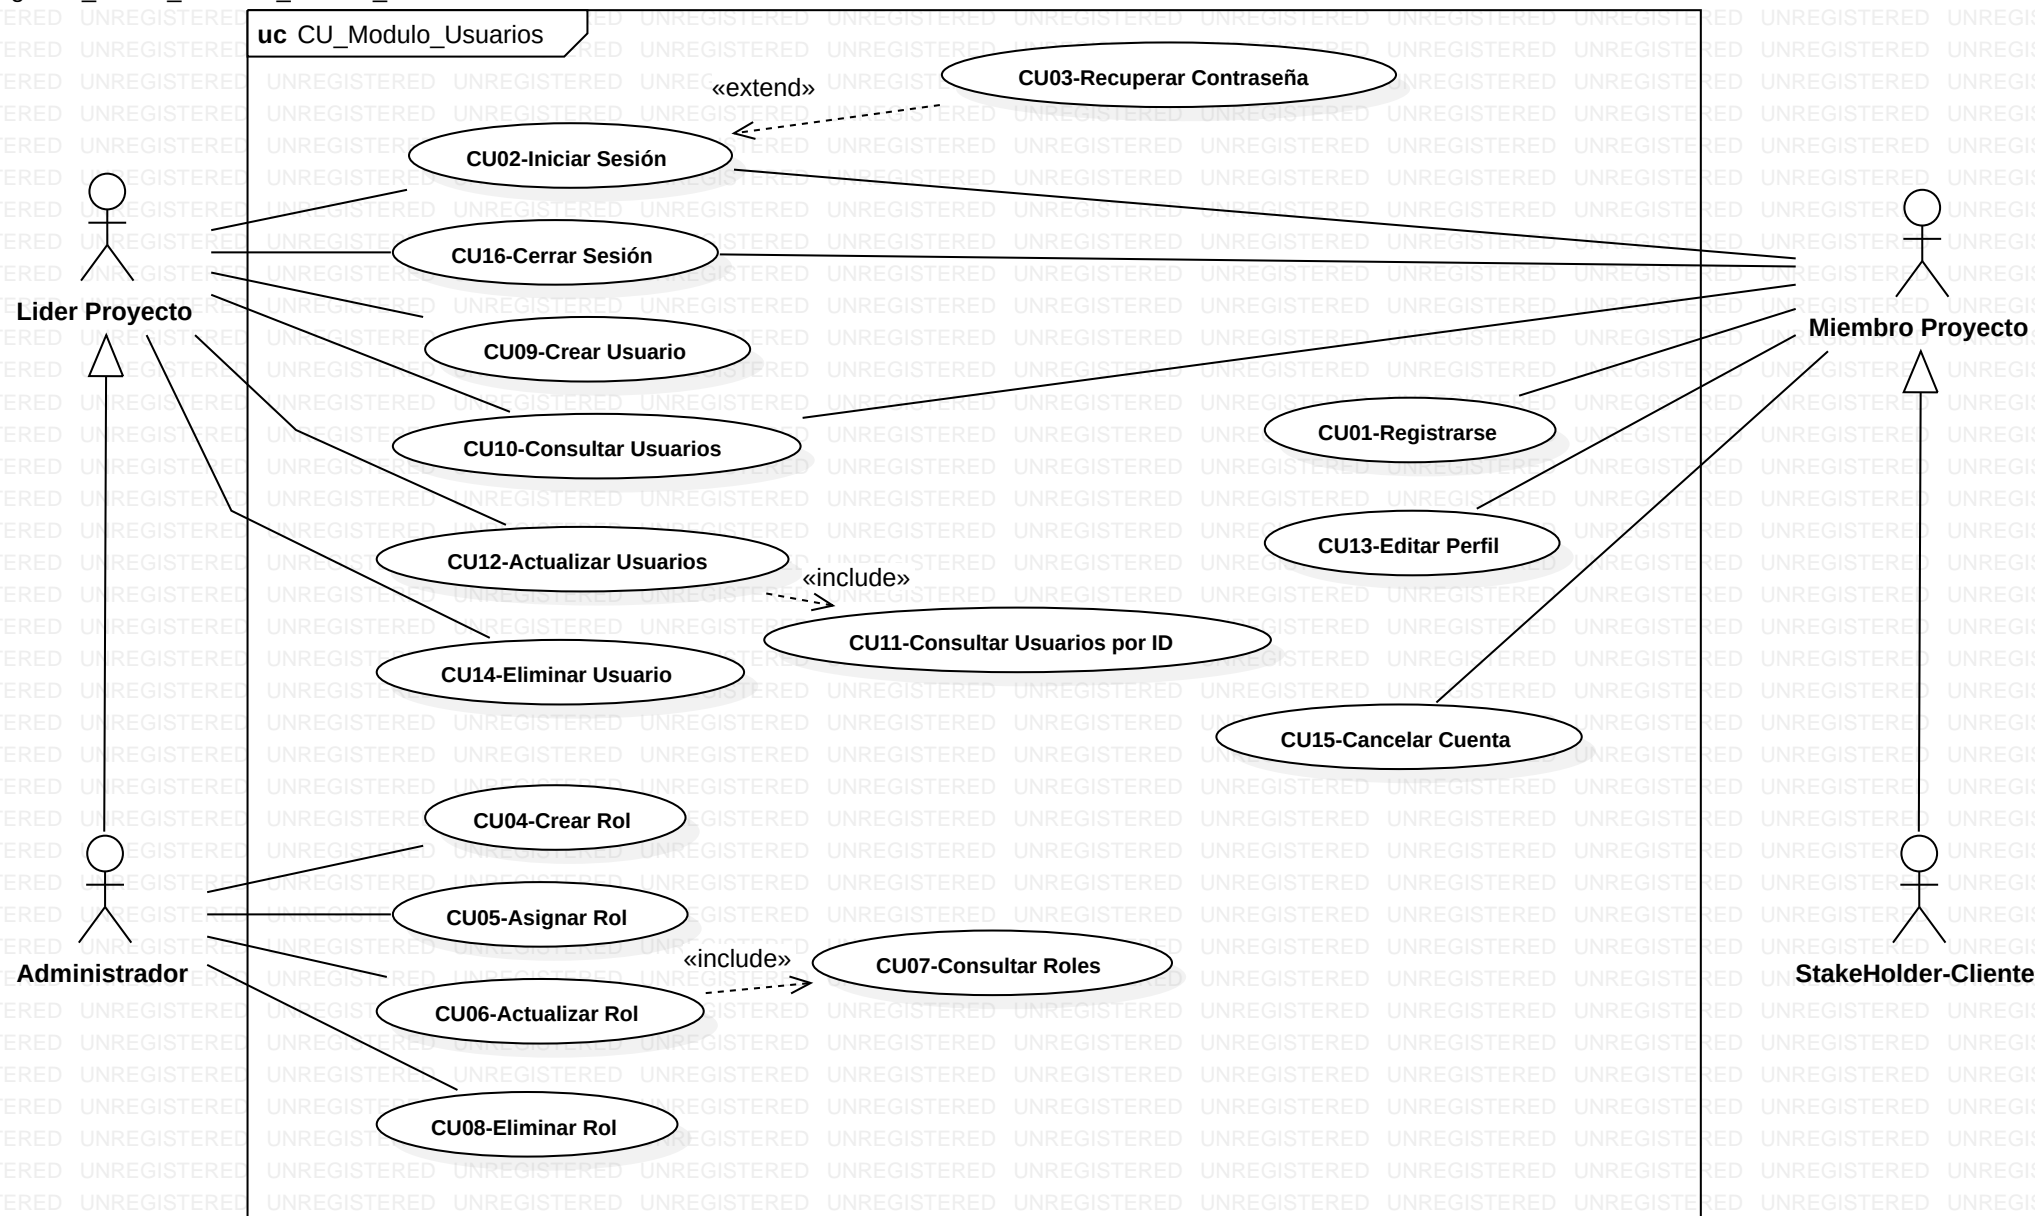 uc CU_Modulo_Usuarios
«extend»
CU03-Recuperar Contraseña
CU02-Iniciar Sesión
CU16-Cerrar Sesión
Lider Proyecto
Miembro Proyecto
CU09-Crear Usuario
CU10-Consultar Usuarios
CU01-Registrarse
CU12-Actualizar Usuarios
CU13-Editar Perfil
«include»
CU11-Consultar Usuarios por ID
CU14-Eliminar Usuario
CU15-Cancelar Cuenta
CU04-Crear Rol
CU05-Asignar Rol
«include»
CU07-Consultar Roles
Administrador
StakeHolder-Cliente
CU06-Actualizar Rol
CU08-Eliminar Rol
UNREGISTERED